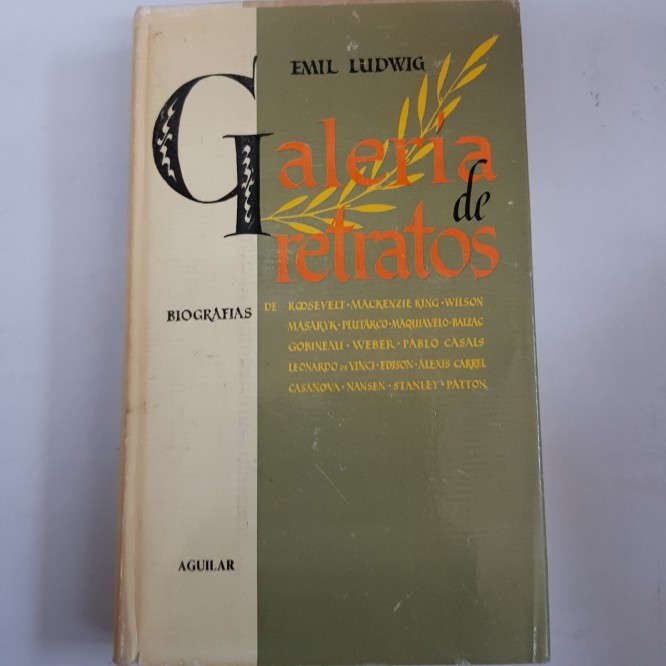 EMIL LUDWIG
Galería
de
retratos
BIOGRAFIAS DE ROOSEVELT · MACKENZIE KING · WILSON
MASARYK · PLUTARCO · MAQUIAVELO · BALZAC
GOBINEAU · WEBER · PABLO CASALS
LEONARDO DE VINCI · EDISON · ALEXIS CARREL
CASANOVA · NANSEN · STANLEY · PATTON
AGUILAR